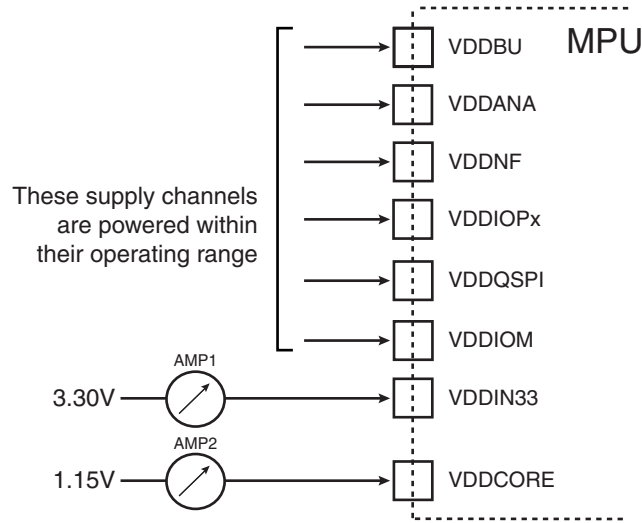 MPU
VDDBU
VDDANA
VDDNF
VDDIOPx
VDDQSPI
VDDIOM
These supply channels
are powered within
their operating range
AMP1
3.30V
VDDIN33
AMP2
1.15V
VDDCORE